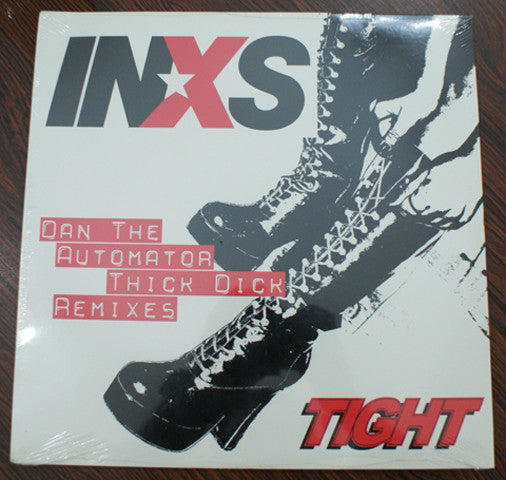 INXS
DAN THE
AUTOMATOR
THICK DICK
REMIXES
TIGHT